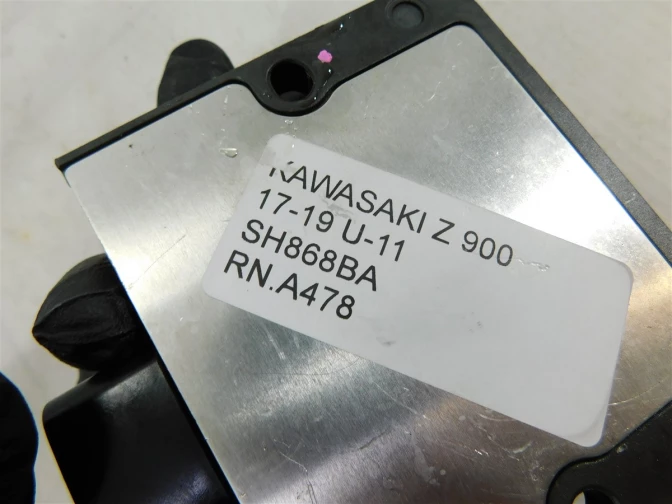 KAWASAKI Z 900
17-19 U-11
SH868BA
RN.A478